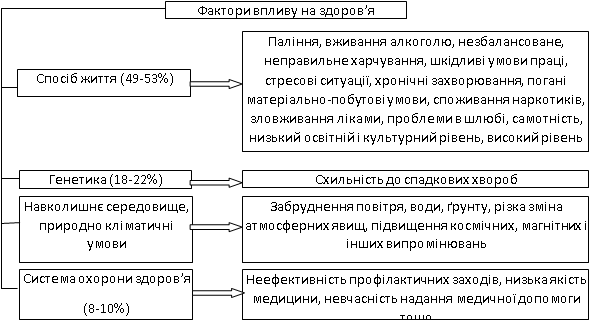 Фактори впливу на здоров'я
Спосіб життя (49-53%)
Паління, вживання алкоголю, незбалансоване,
неправильне харчування, шкідливі умови праці,
стресові ситуації, хронічні захворювання, погані
матеріально-побутові умови, споживання наркотиків,
зловживання ліками, проблеми в шлюбі, самотність,
низький освітній і культурний рівень, високий рівень
Генетика (18-22%)
Схильність до спадкових хвороб
Навколишнє середовище,
природно кліматичні
умови
Забруднення повітря, води, ґрунту, різка зміна
атмосферних явищ, підвищення космічних, магнітних і
інших випромінювань
Система охорони здоров'я
(8-10%)
Неефективність профілактичних заходів, низька якість
медицини, невчасність надання медичної допомоги
тощо